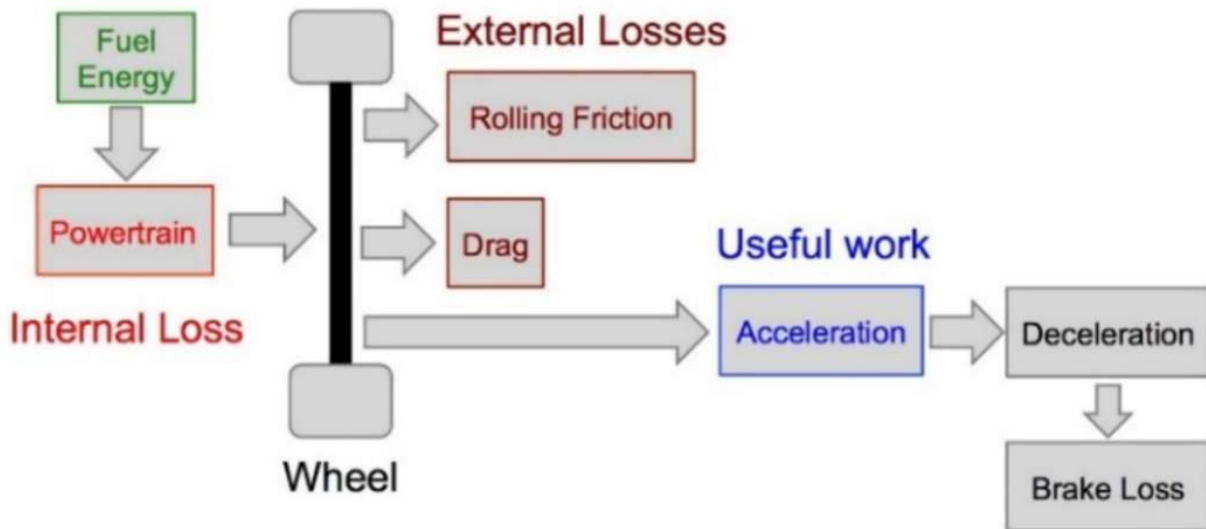 Fuel
Energy
External Losses
Rolling Friction
Powertrain
Drag
Useful work
Internal Loss
Acceleration
Deceleration
Wheel
Brake Loss